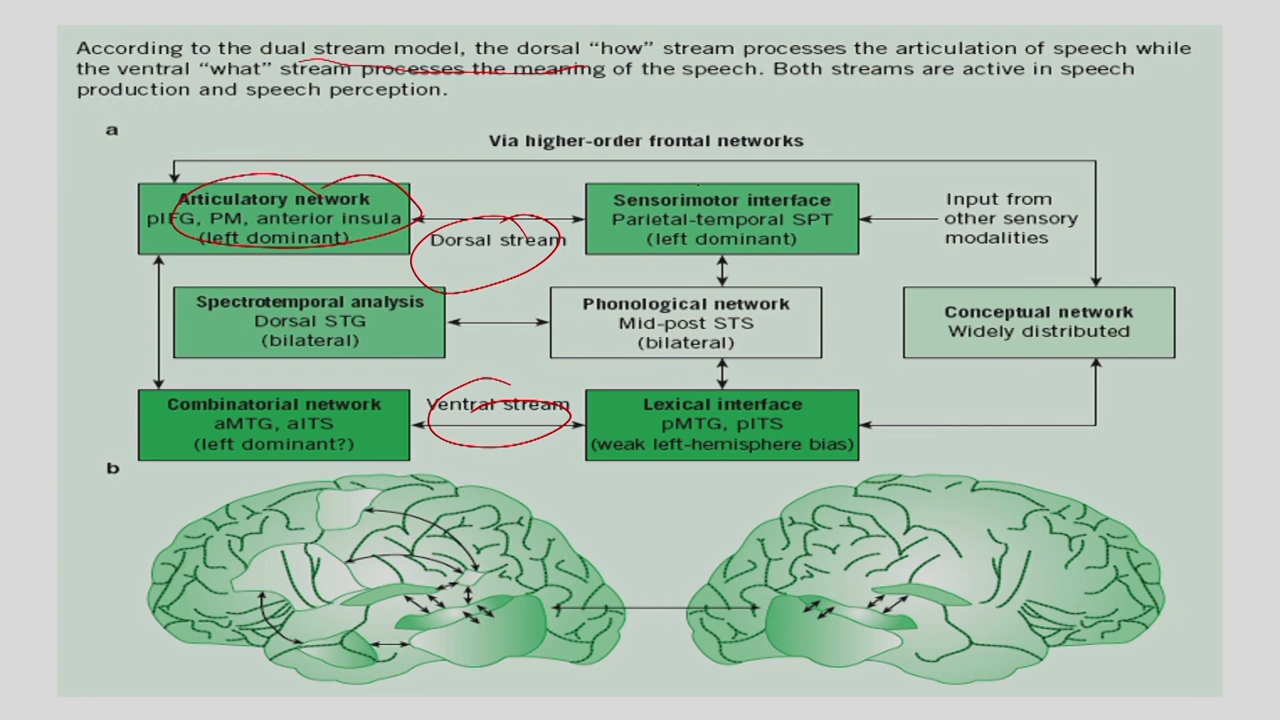 According to the dual stream model, the dorsal “how” stream processes the articulation of speech while
the ventral “what” stream processes the meaning of the speech. Both streams are active in speech
production and speech perception.
a
Via higher-order frontal networks
Articulatory network
pIFG, PM, anterior insula
(left dominant)
Dorsal stream
Sensorimotor interface
Parietal-temporal SPT
(left dominant)
Input from
other sensory
modalities
Spectrotemporal analysis
Dorsal STG
(bilateral)
Phonological network
Mid-post STS
(bilateral)
Conceptual network
Widely distributed
Combinatorial network
aMTG, aITS
(left dominant?)
Ventral stream
Lexical interface
pMTG, pITS
(weak left-hemisphere bias)
b